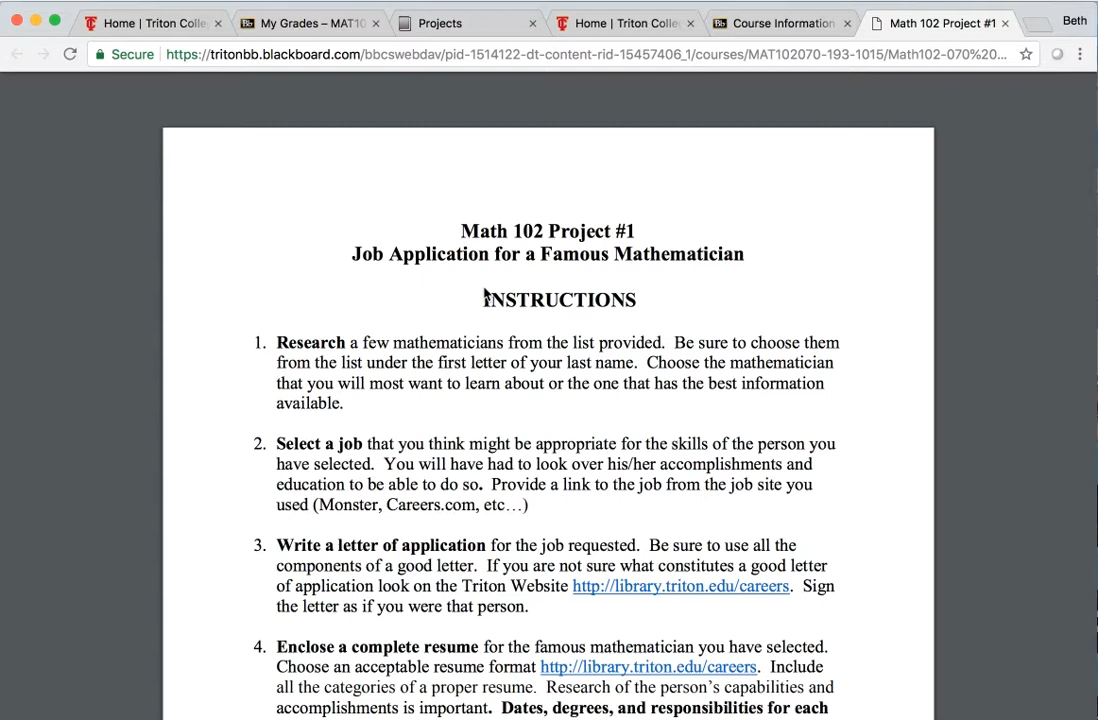 Home | Triton Colle
My Grades – MAT10
Projects
Home | Triton Colle
Course Information
Math 102 Project #1
Beth
Secure
https://tritonbb.blackboard.com/bbcswebdav/pid-1514122-dt-content-rid-15457406_1/courses/MAT102070-193-1015/Math102-070%20...
Math 102 Project #1
Job Application for a Famous Mathematician
INSTRUCTIONS
1. Research a few mathematicians from the list provided. Be sure to choose them
from the list under the first letter of your last name. Choose the mathematician
that you will most want to learn about or the one that has the best information
available.
2. Select a job that you think might be appropriate for the skills of the person you
have selected. You will have had to look over his/her accomplishments and
education to be able to do so. Provide a link to the job from the job site you
used (Monster, Careers.com, etc…)
3. Write a letter of application for the job requested. Be sure to use all the
components of a good letter. If you are not sure what constitutes a good letter
of application look on the Triton Website http://library.triton.edu/careers. Sign
the letter as if you were that person.
4. Enclose a complete resume for the famous mathematician you have selected.
Choose an acceptable resume format http://library.triton.edu/careers. Include
all the categories of a proper resume. Research of the person's capabilities and
accomplishments is important. Dates, degrees, and responsibilities for each